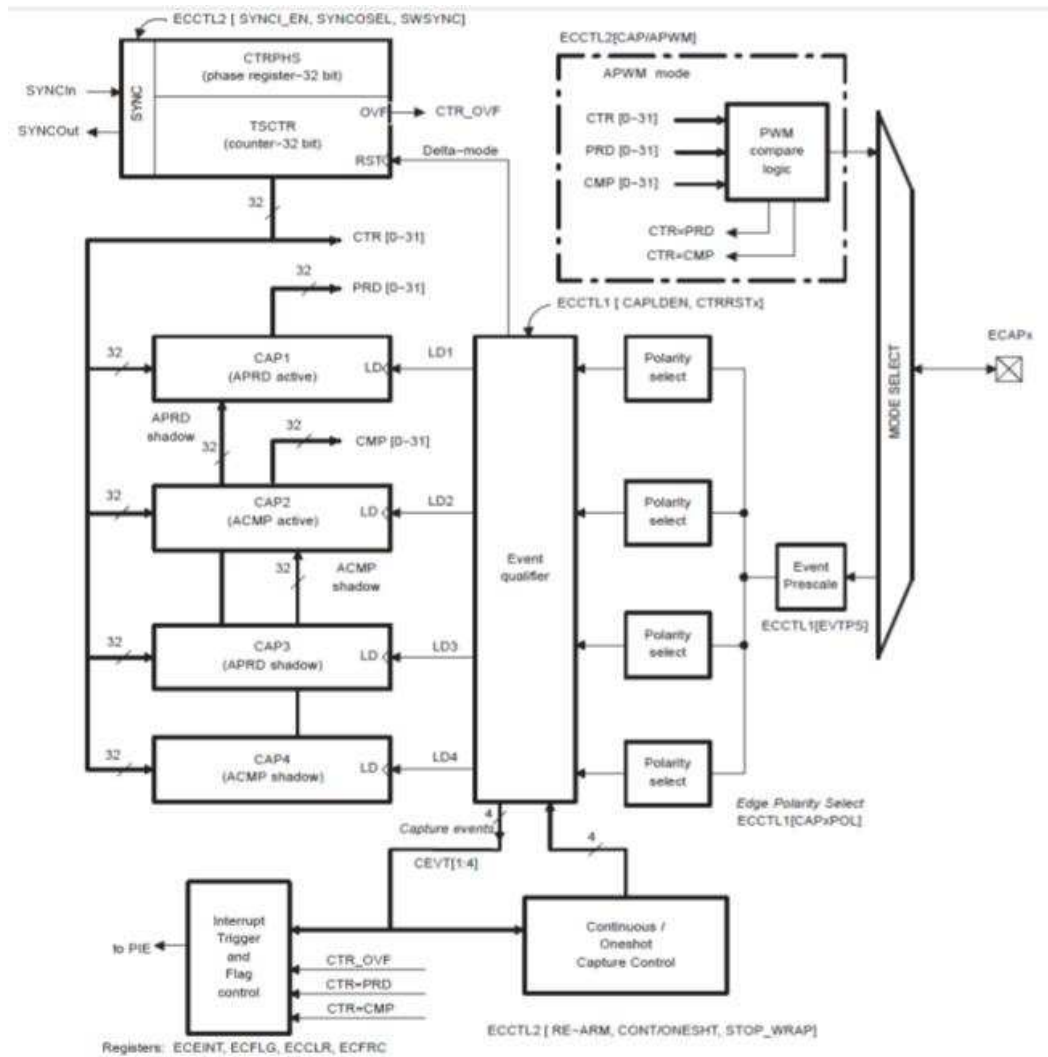 ECCTL2 [ SYNCI_EN, SYNCOSEL, SWSYNC]
SYNC
CTRPHS
(phase register-32 bit)
SYNCIn
SYNCOut
TSCTR
(counter-32 bit)
OVF
CTR_OVF
RST
Delta-mode
ECCTL2[CAP/APWM]
APWM mode
CTR [0-31]
PRD [0-31]
CMP [0-31]
PWM
compare
logic
CTR=PRD
CTR=CMP
32
CTR [0-31]
32
PRD [0-31]
ECCTL1 [ CAPLDEN, CTRRSTx]
32
CAP1
(APRD active)
LD
LD1
Polarity
select
MODE SELECT
ECAPx
APRD
shadow
32
32
CMP [0-31]
32
CAP2
(ACMP active)
LD
LD2
Polarity
select
32
ACMP
shadow
Event
qualifier
Event
Prescale
ECCTL1[EVTPS]
32
CAP3
(APRD shadow)
LD
LD3
Polarity
select
32
CAP4
(ACMP shadow)
LD
LD4
Polarity
select
Edge Polarity Select
ECCTL1[CAPxPOL]
4
Capture events
CEVT[1:4]
4
to PIE
Interrupt
Trigger
and
Flag
control
CTR_OVF
CTR=PRD
CTR=CMP
Continuous /
Oneshot
Capture Control
ECCTL2 [ RE-ARM, CONT/ONESHT, STOP_WRAP]
Registers: ECEINT, ECFLG, ECCLR, ECFRC